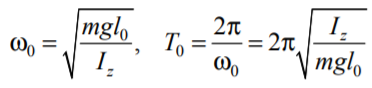 ω₀ = √(mgl₀ / I_z), T₀ = 2π / ω₀ = 2π√(I_z / mgl₀)